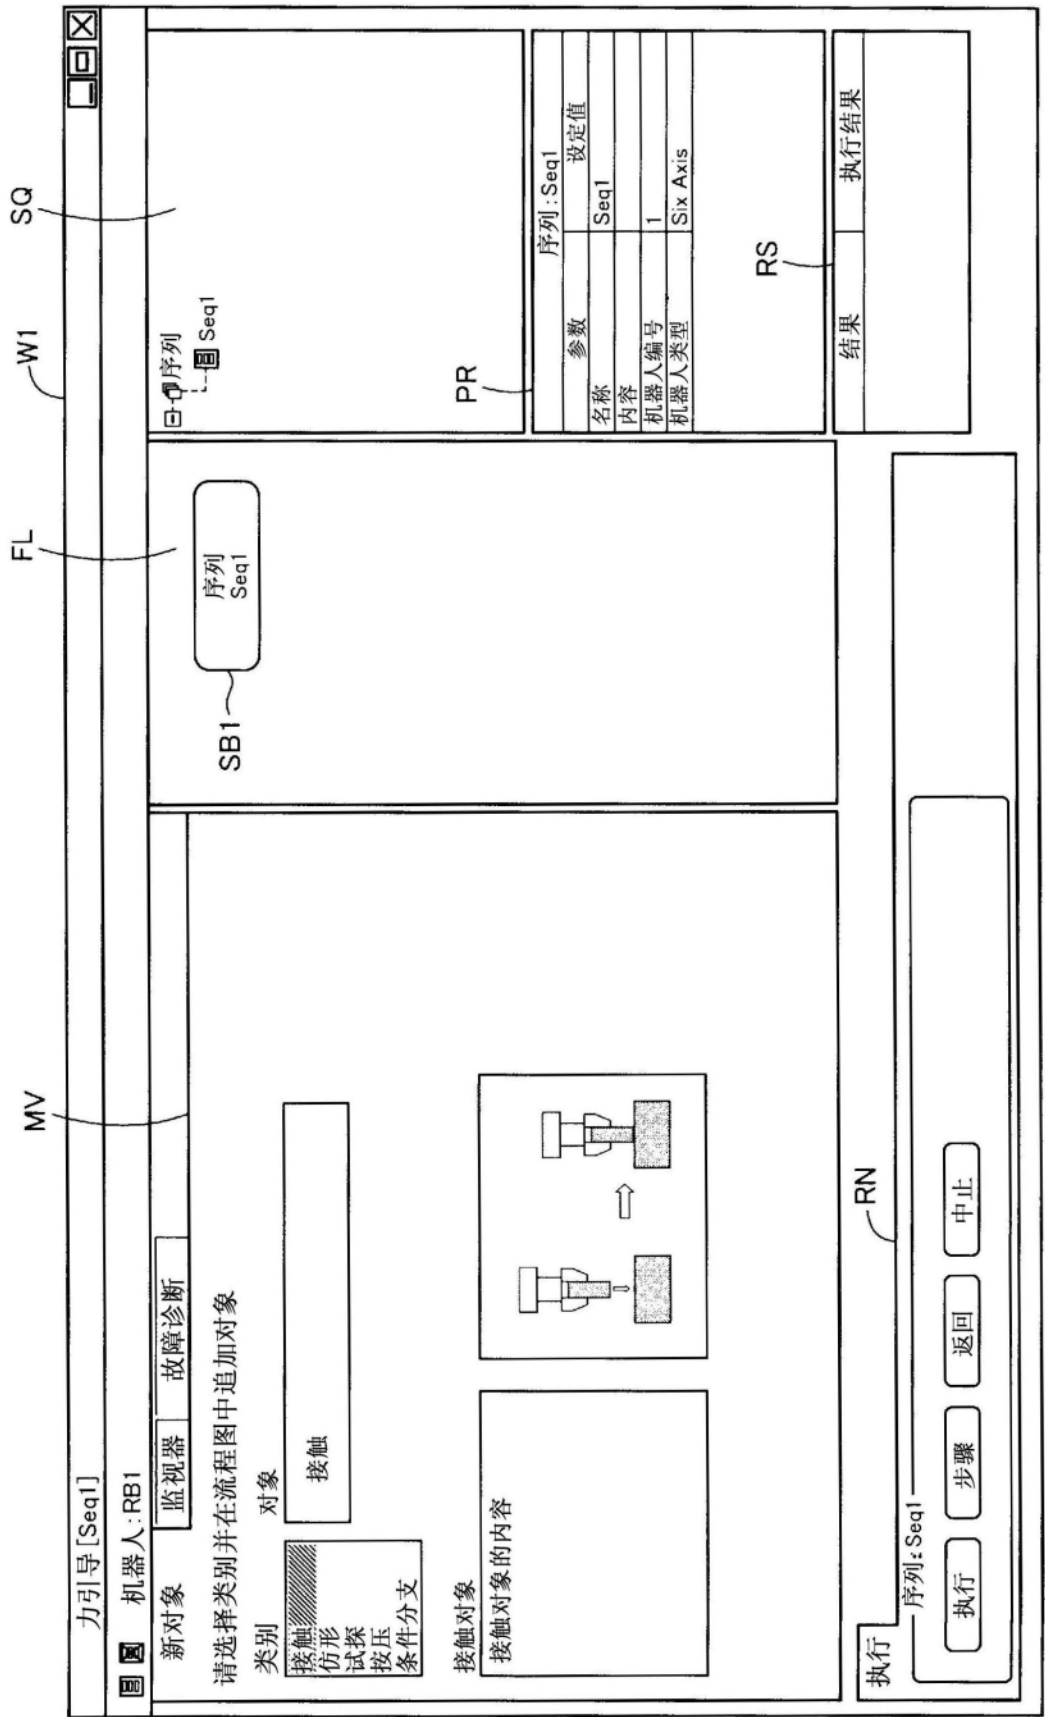 W1
MV
FL
SQ
力引导[Seq1]
机器人:RB1
新对象
监视器
故障诊断
请选择类别并在流程图中追加对象
类别
对象
接触
仿形
试探
按压
条件分支
接触
接触对象
接触对象的内容
序列
Seq1
SB1
序列
Seq1
PR
序列:Seq1
参数 设定值
名称 Seq1
内容
机器人编号 1
机器人类型 Six Axis
RS
结果 执行结果
RN
执行
序列:Seq1
执行 步骤 返回 中止